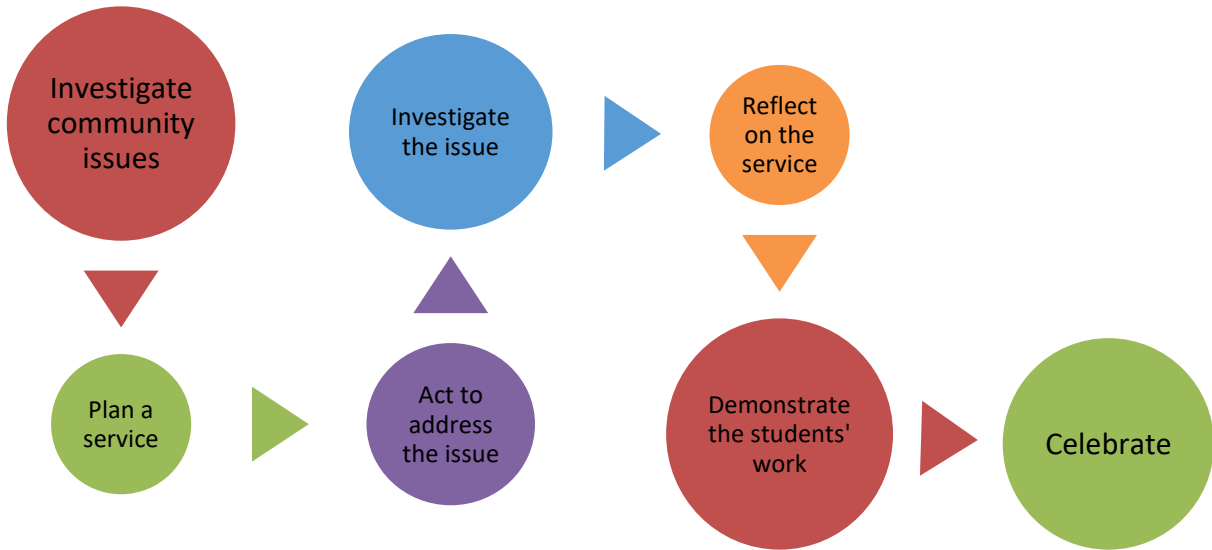 Investigate
community
issues
Plan a
service
Act to
address
the issue
Investigate
the issue
Reflect
on the
service
Demonstrate
the students'
work
Celebrate